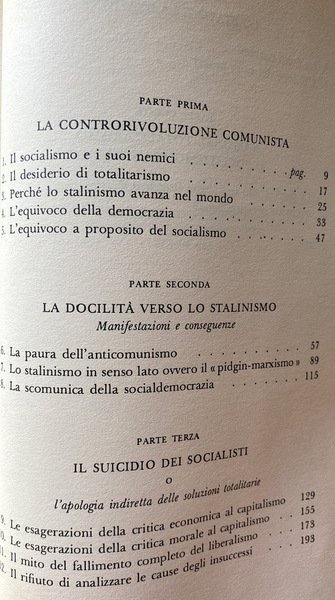 PARTE PRIMA
LA CONTRORIVOLUZIONE COMUNISTA
1. Il socialismo e i suoi nemici . . . . . . . pag. 9
2. Il desiderio di totalitarismo . . . . . . . . 17
3. Perché lo stalinismo avanza nel mondo . . . . 25
4. L'equivoco della democrazia . . . . . . . . 33
5. L'equivoco a proposito del socialismo . . . . 47
PARTE SECONDA
LA DOCILITÀ VERSO LO STALINISMO
Manifestazioni e conseguenze
6. La paura dell'anticomunismo . . . . . . . 57
7. Lo stalinismo in senso lato ovvero il « pidgin-marxismo » 89
8. La scomunica della socialdemocrazia . . . . . 115
PARTE TERZA
IL SUICIDIO DEI SOCIALISTI
O
l'apologia indiretta delle soluzioni totalitarie
9. Le esagerazioni della critica economica al capitalismo 129
10. Le esagerazioni della critica morale al capitalismo . 155
11. Il mito del fallimento completo del liberalismo . . 173
12. Il rifiuto di analizzare le cause degli insuccessi . . 193